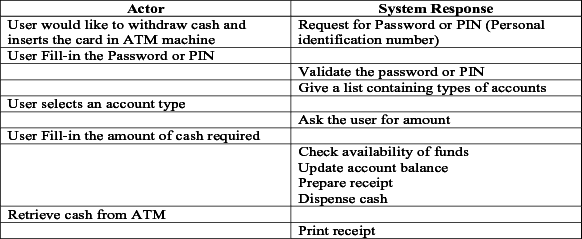 Actor
System Response
User would like to withdraw cash and
inserts the card in ATM machine
Request for Password or PIN (Personal
identification number)
User Fill-in the Password or PIN
Validate the password or PIN
Give a list containing types of accounts
User selects an account type
Ask the user for amount
User Fill-in the amount of cash required
Check availability of funds
Update account balance
Prepare receipt
Dispense cash
Retrieve cash from ATM
Print receipt